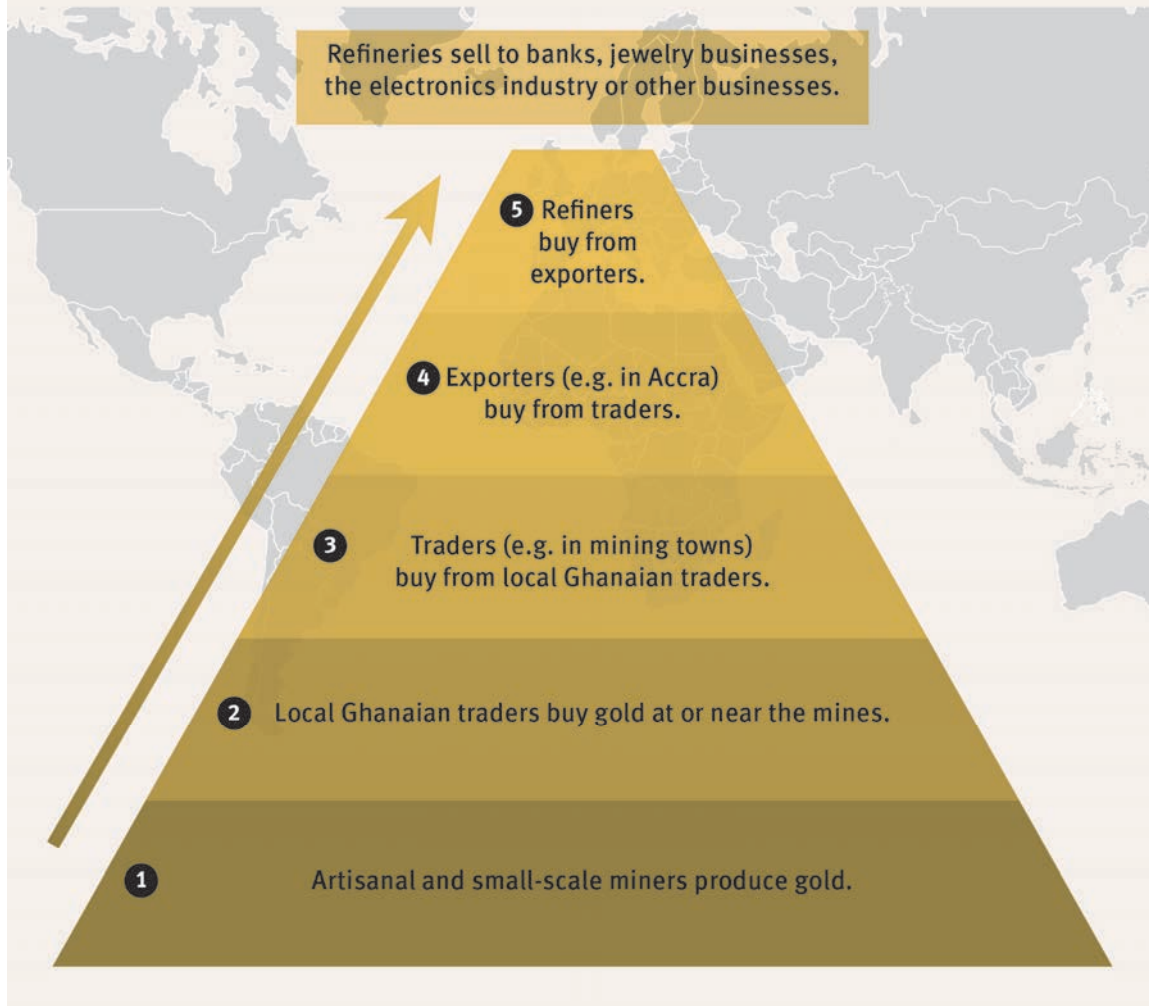 Refineries sell to banks, jewelry businesses,
the electronics industry or other businesses.
5 Refiners
buy from
exporters.
4 Exporters (e.g. in Accra)
buy from traders.
3 Traders (e.g. in mining towns)
buy from local Ghanaian traders.
2 Local Ghanaian traders buy gold at or near the mines.
1 Artisanal and small-scale miners produce gold.